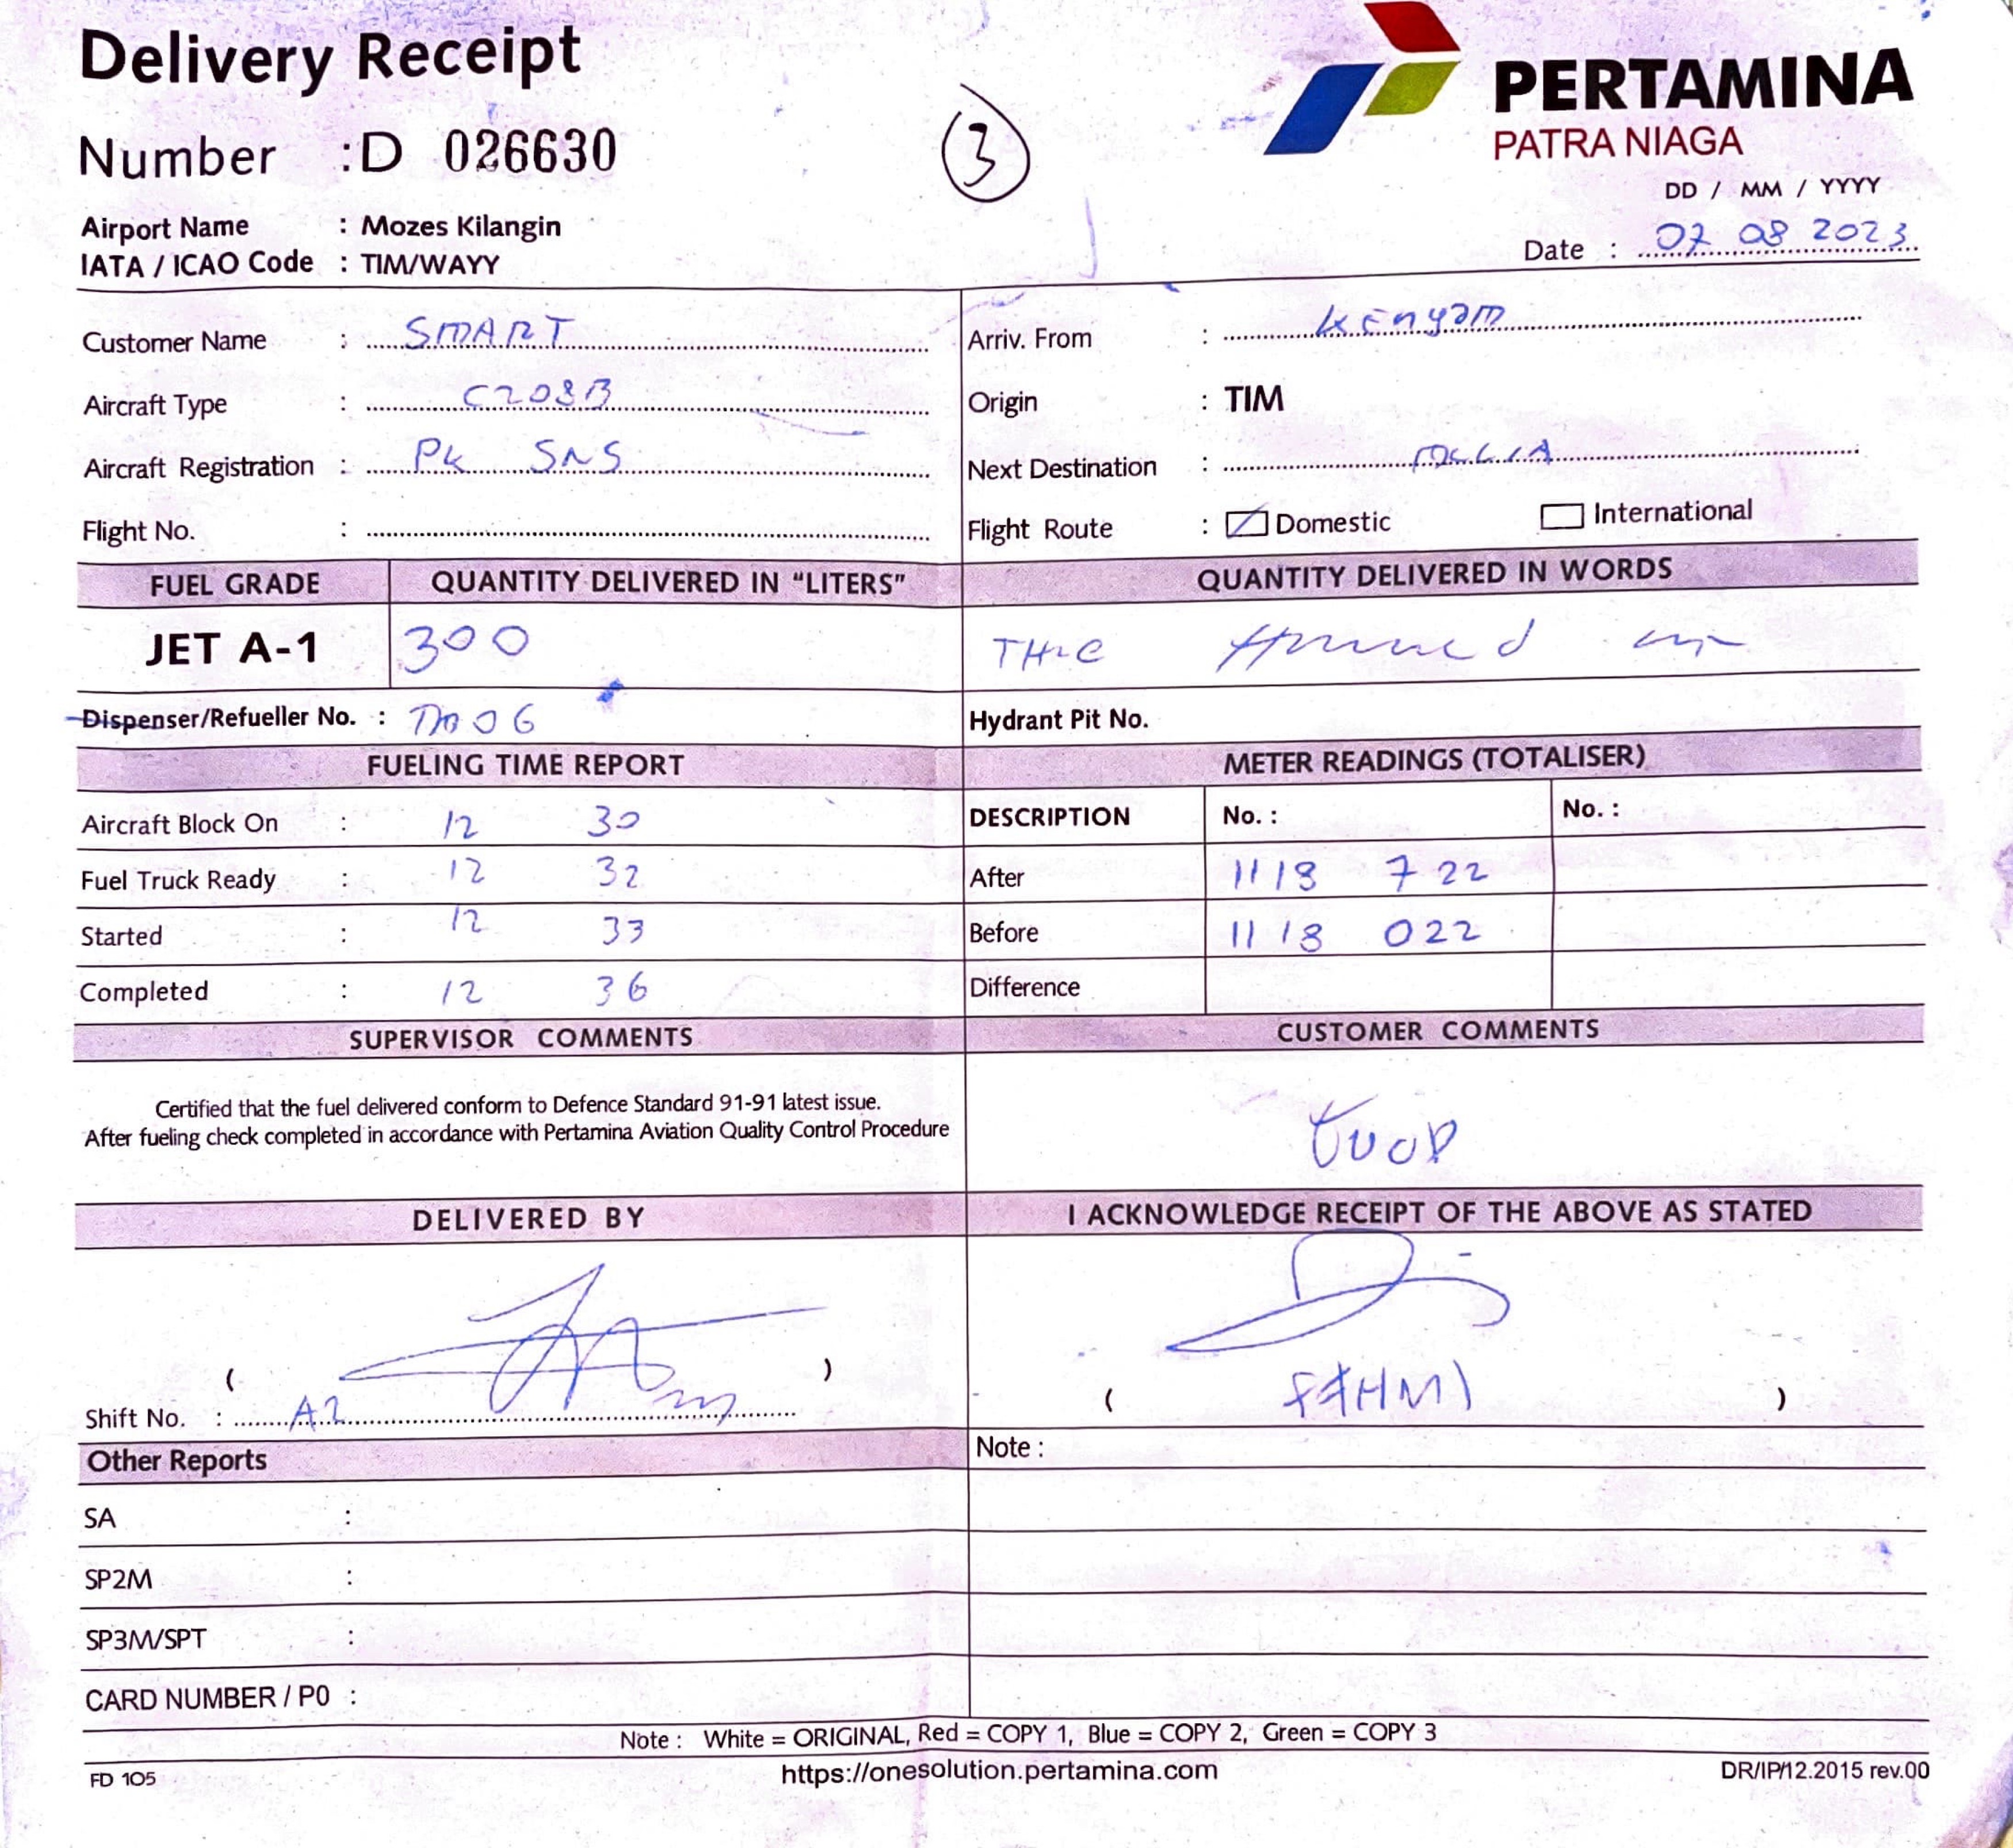 Delivery Receipt
Number : D 026630
3
PERTAMINA
PATRA NIAGA
DD / MM / YYYY
Date : 07 08 2023
Airport Name : Mozes Kilangin
IATA / ICAO Code : TIM/WAYY
Customer Name : SMART
Arriv. From : Kenyam
Aircraft Type : C208B
Origin : TIM
Aircraft Registration : PK SNS
Next Destination :
Flight No. :
Flight Route : Domestic International
FUEL GRADE QUANTITY DELIVERED IN "LITERS" QUANTITY DELIVERED IN WORDS
JET A-1 300
Dispenser/Refueller No. :
Hydrant Pit No.
FUELING TIME REPORT METER READINGS (TOTALISER)
Aircraft Block On : 12 30
DESCRIPTION No. : No. :
Fuel Truck Ready : 12 32
After 1118 722
Started : 12 33
Before 1118 022
Completed : 12 36
Difference
SUPERVISOR COMMENTS CUSTOMER COMMENTS
Certified that the fuel delivered conform to Defence Standard 91-91 latest issue.
After fueling check completed in accordance with Pertamina Aviation Quality Control Procedure
GOOD
DELIVERED BY I ACKNOWLEDGE RECEIPT OF THE ABOVE AS STATED
( )
( FAHMI )
Shift No. : A2
Other Reports
Note :
SA :
SP2M :
SP3M/SPT :
CARD NUMBER / P0 :
Note : White = ORIGINAL, Red = COPY 1, Blue = COPY 2, Green = COPY 3
FD 105
https://onesolution.pertamina.com
DR/IP/12.2015 rev.00